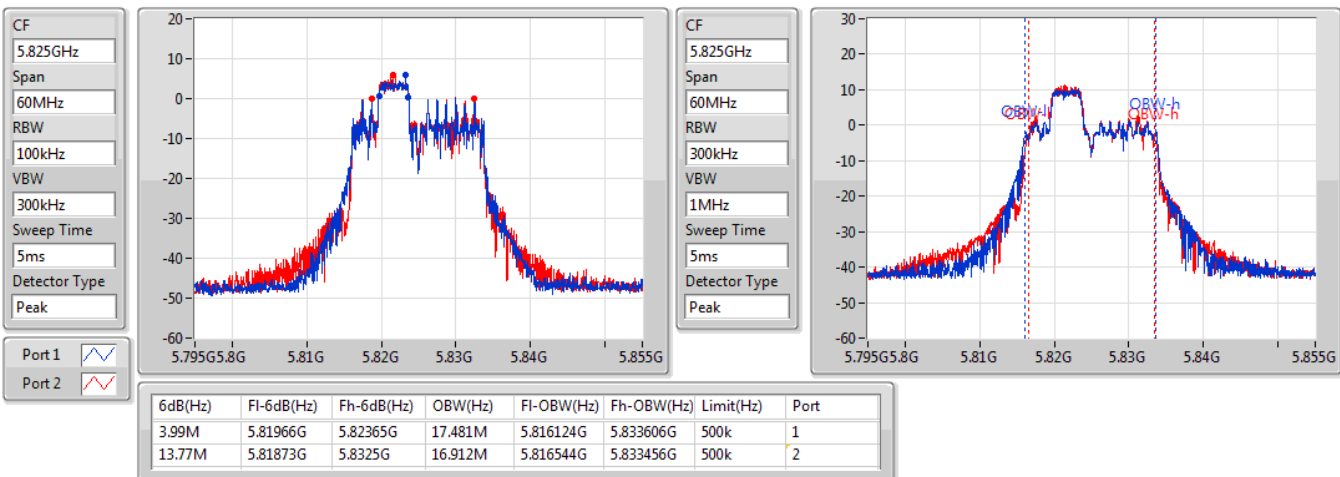 CF
5.825GHz
Span
60MHz
RBW
100kHz
VBW
300kHz
Sweep Time
5ms
Detector Type
Peak
Port 1
Port 2
20
10
0
-10
-20
-30
-40
-50
-60
5.795G 5.8G 5.81G 5.82G 5.83G 5.84G 5.855G
CF
5.825GHz
Span
60MHz
RBW
300kHz
VBW
1MHz
Sweep Time
5ms
Detector Type
Peak
30
20
10
0
-10
-20
-30
-40
-50
-60
OBW-l
OBW-l
OBW-h
OBW-h
5.795G 5.8G 5.81G 5.82G 5.83G 5.84G 5.855G
6dB(Hz) Fl-6dB(Hz) Fh-6dB(Hz) OBW(Hz) Fl-OBW(Hz) Fh-OBW(Hz) Limit(Hz) Port
3.99M 5.81966G 5.82365G 17.481M 5.816124G 5.833606G 500k 1
13.77M 5.81873G 5.8325G 16.912M 5.816544G 5.833456G 500k 2